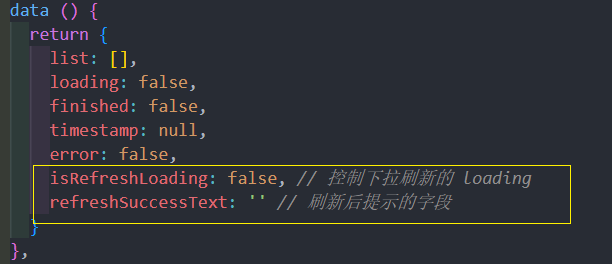 data () {
return {
list: [],
loading: false,
finished: false,
timestamp: null,
error: false,
isRefreshLoading: false, // 控制下拉刷新的 loading
refreshSuccessText: '' // 刷新后提示的字段
}
},